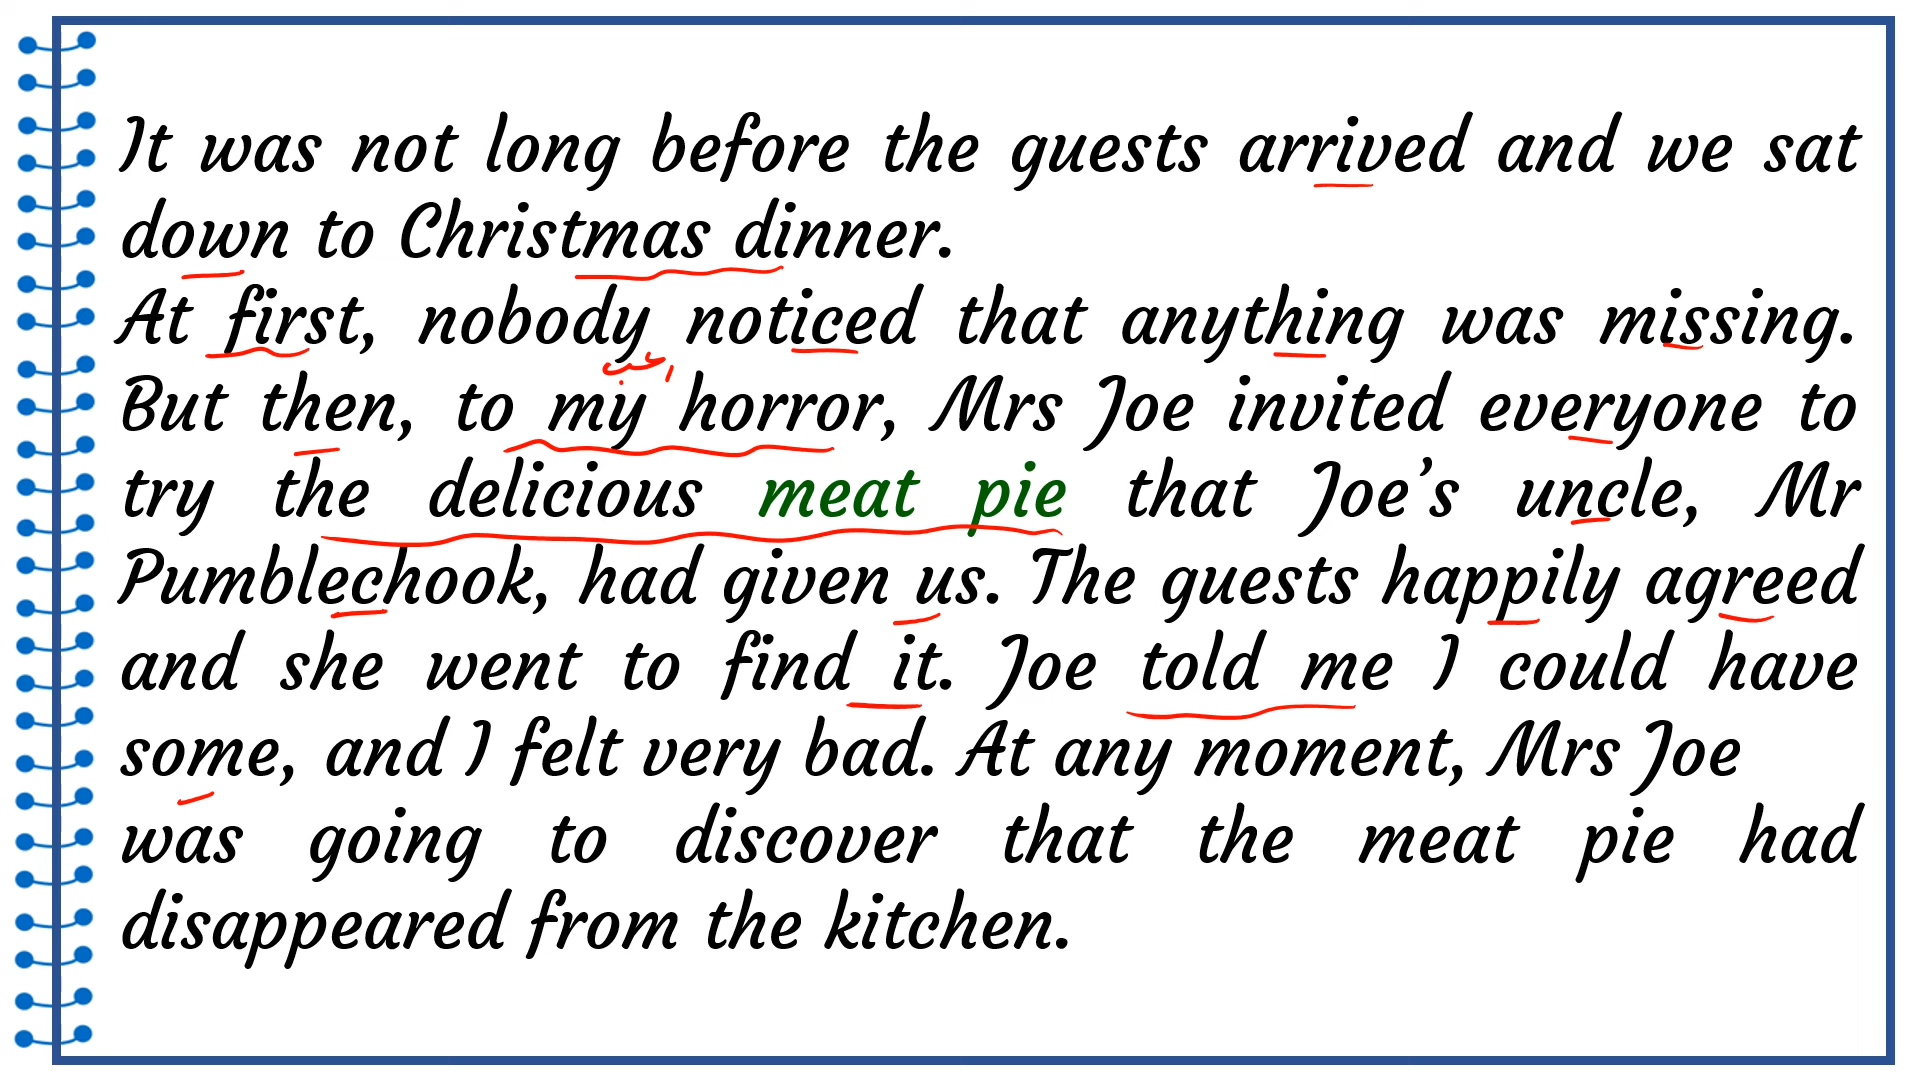 It was not long before the guests arrived and we sat
down to Christmas dinner.
At first, nobody noticed that anything was missing.
But then, to my horror, Mrs Joe invited everyone to
try the delicious meat pie that Joe’s uncle, Mr
Pumblechook, had given us. The guests happily agreed
and she went to find it. Joe told me I could have
some, and I felt very bad. At any moment, Mrs Joe
was going to discover that the meat pie had
disappeared from the kitchen.